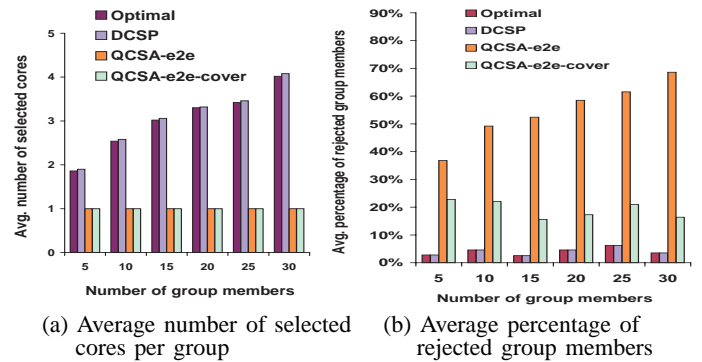 Optimal
DCSP
QCSA-e2e
QCSA-e2e-cover
Avg. number of selected cores
5
4
3
2
1
0
5 10 15 20 25 30
Number of group members
(a) Average number of selected
cores per group
Optimal
DCSP
QCSA-e2e
QCSA-e2e-cover
Avg. percentage of rejected group members
90%
80%
70%
60%
50%
40%
30%
20%
10%
0%
5 10 15 20 25 30
Number of group members
(b) Average percentage of
rejected group members